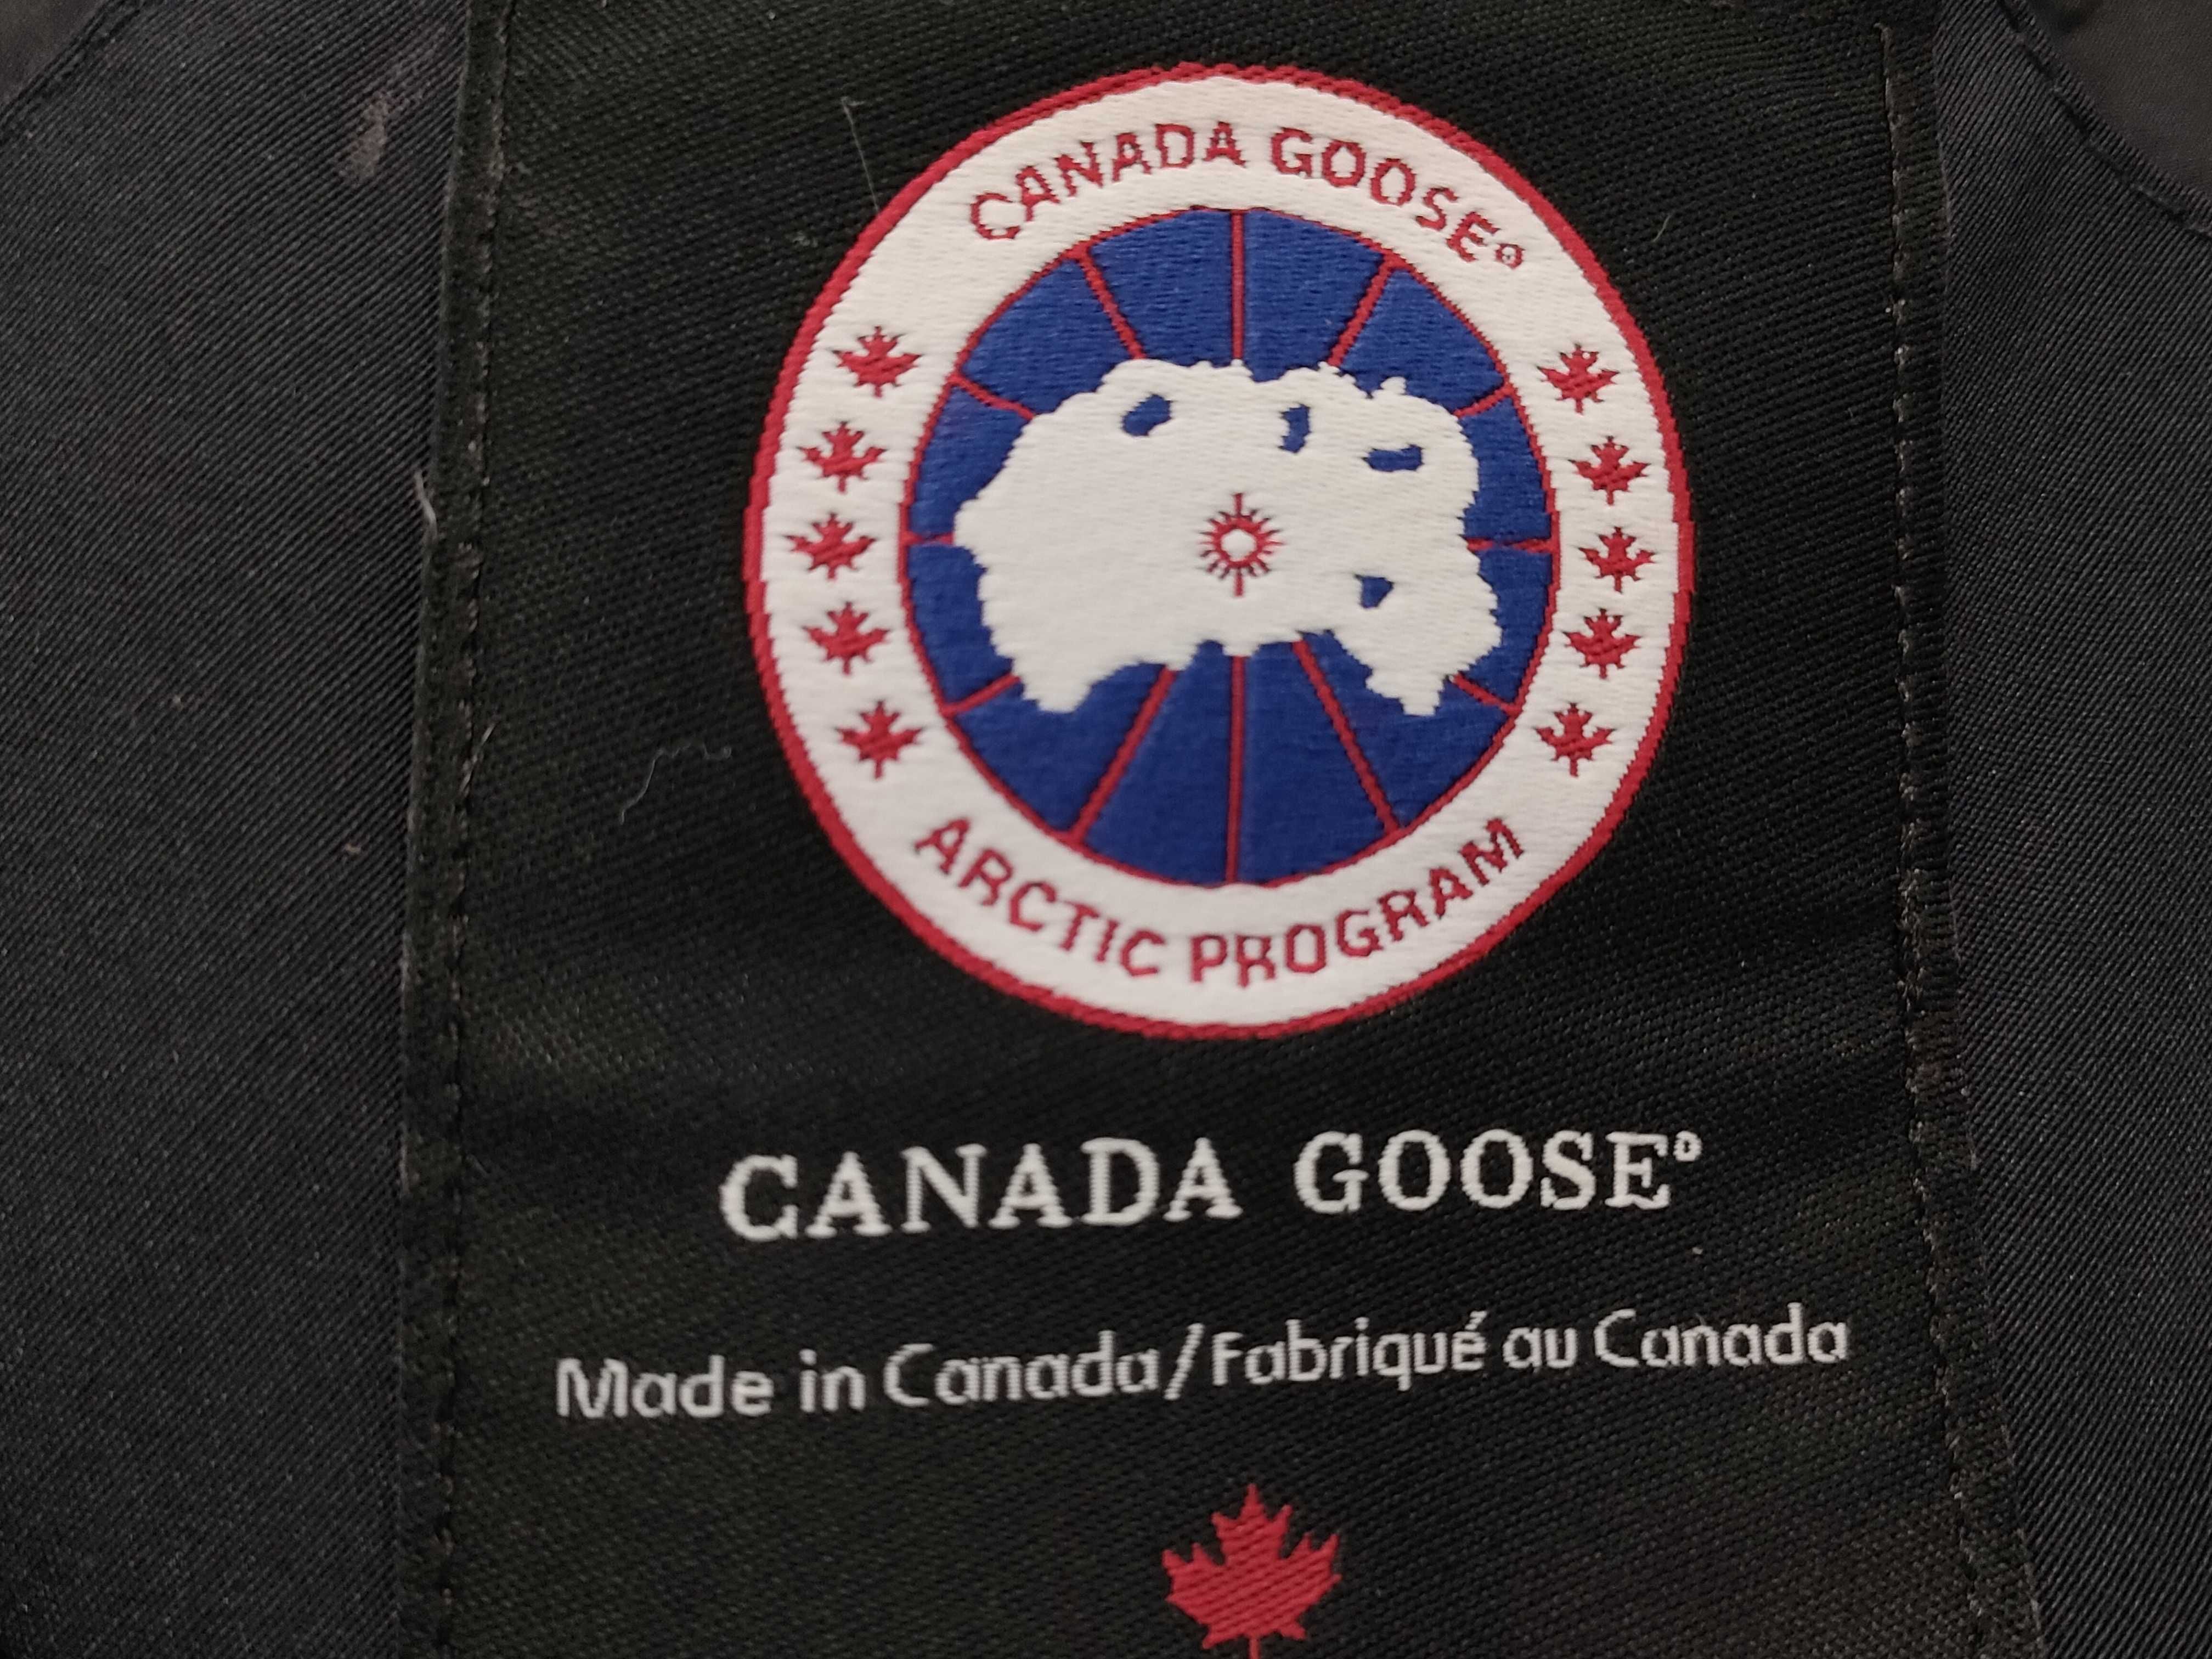 CANADA GOOSE®
ARCTIC PROGRAM
CANADA GOOSE®
Made in Canada/Fabriqué au Canada